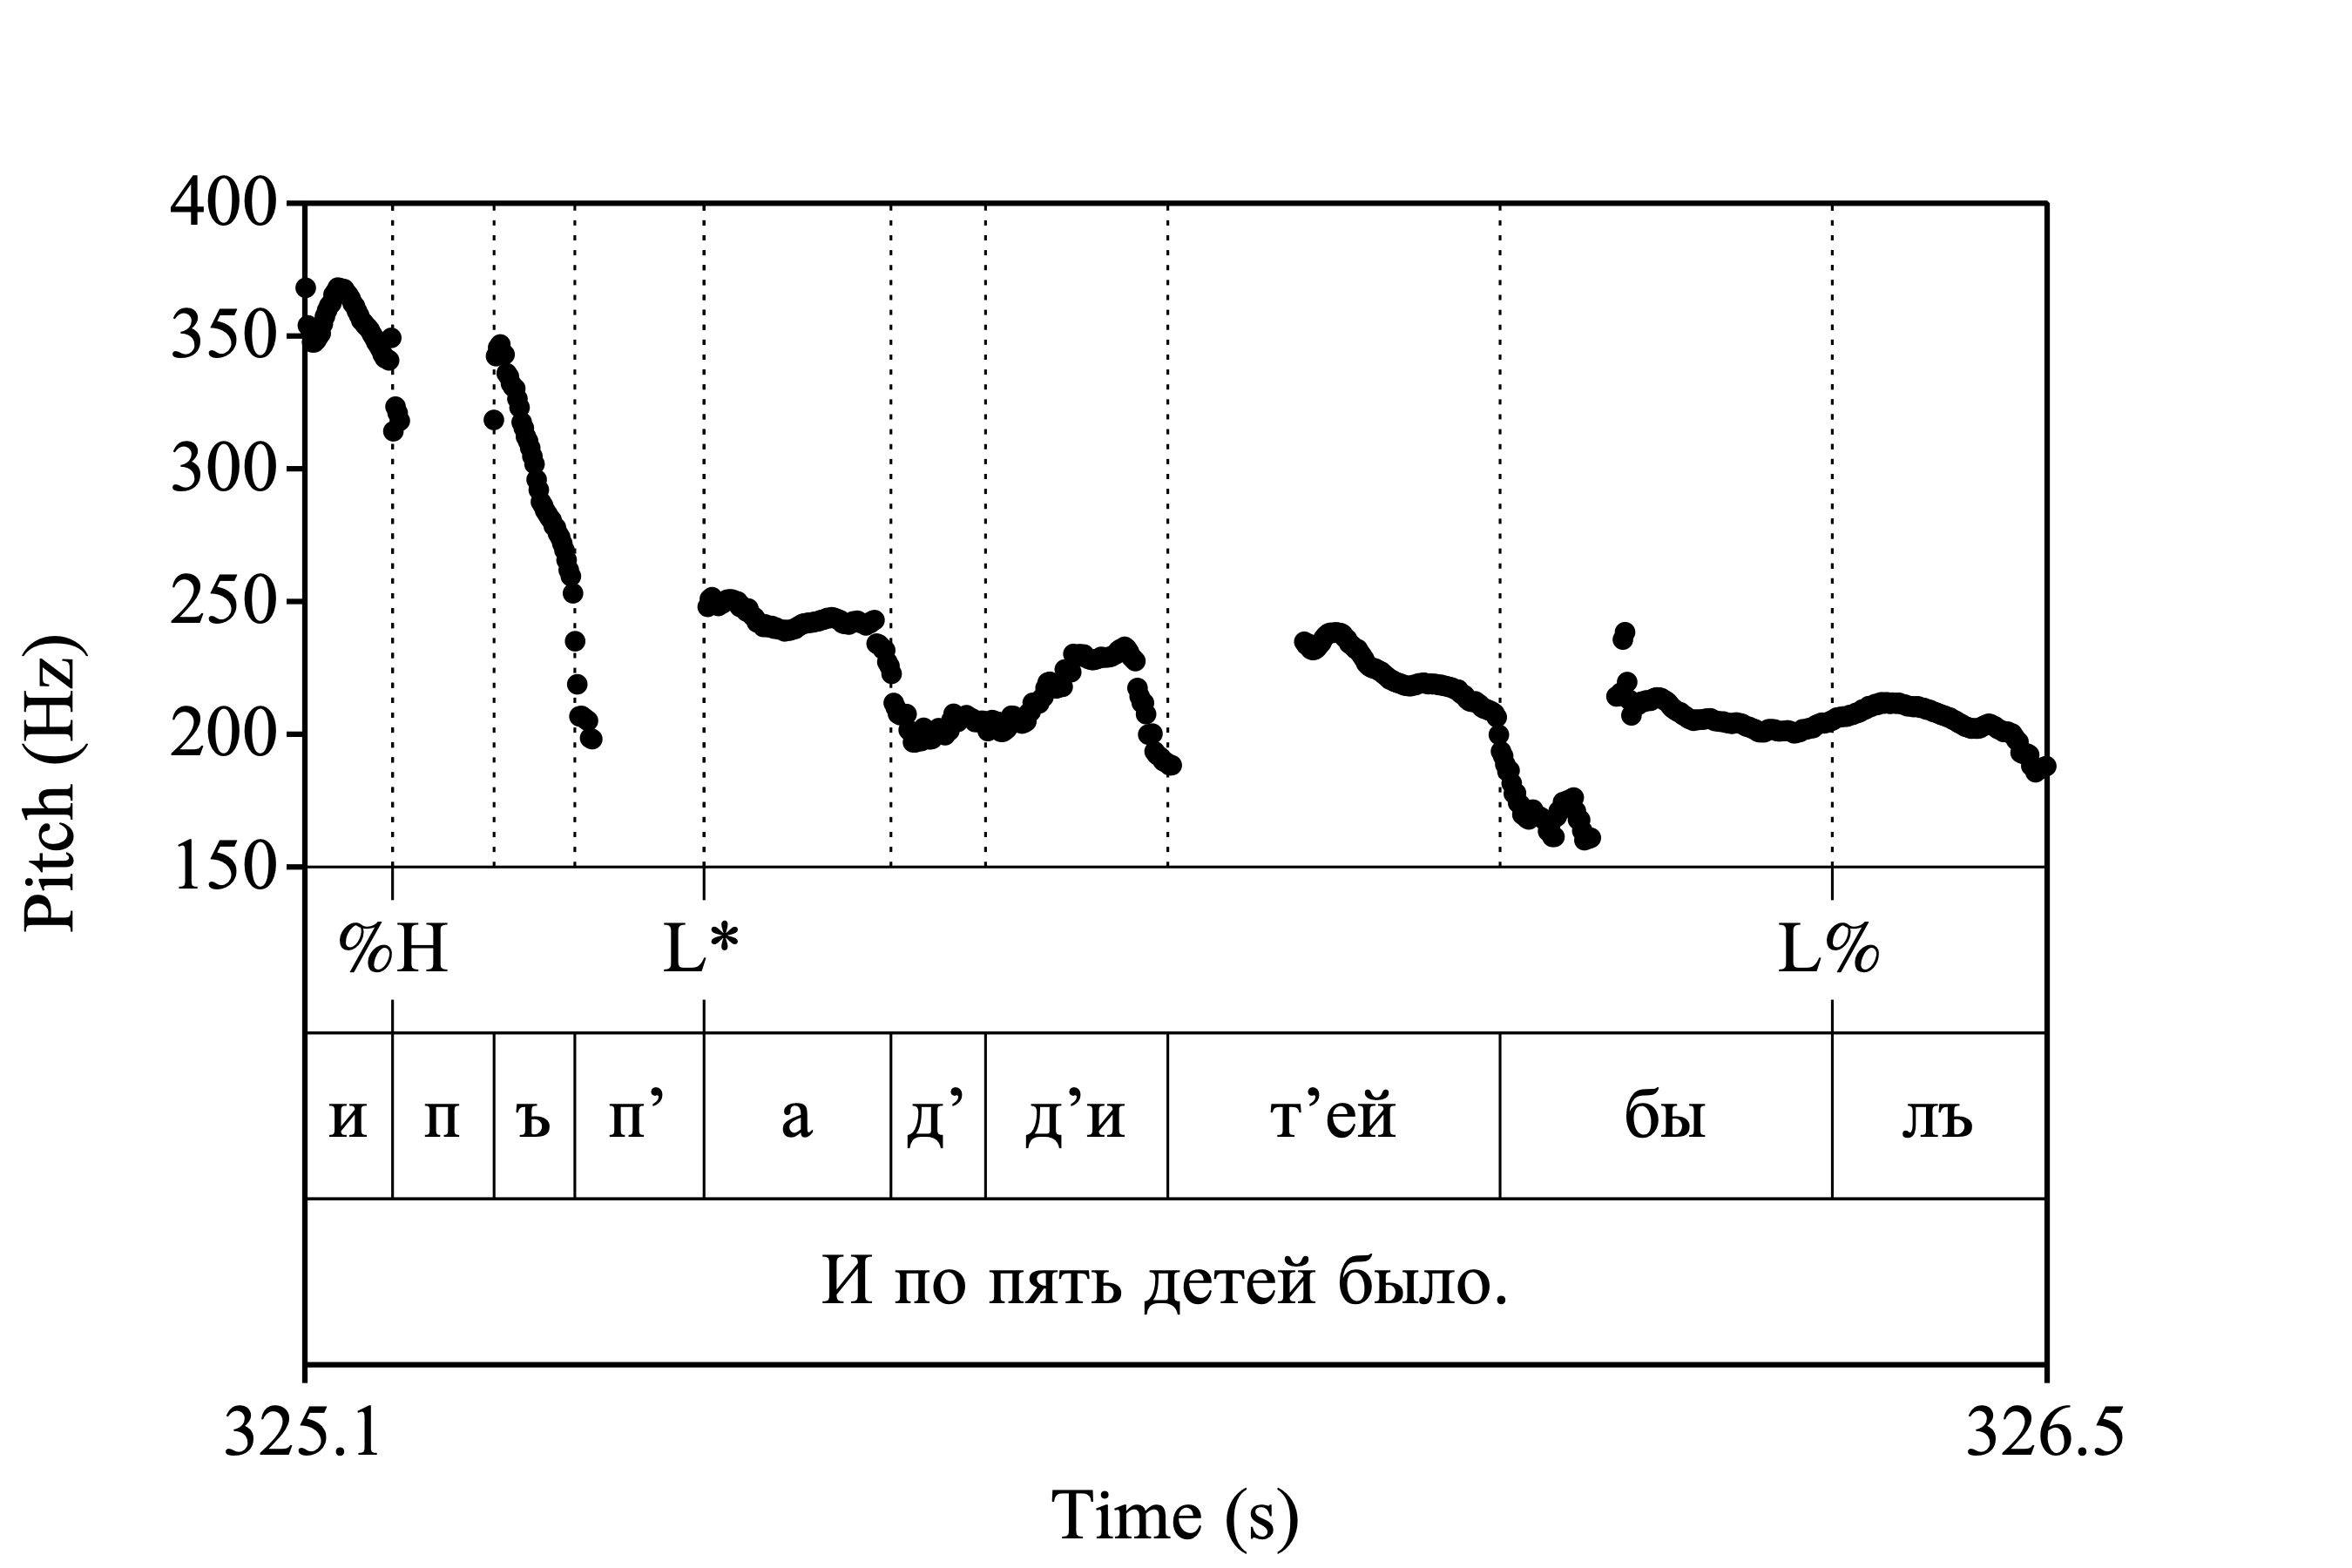 400
350
300
250
200
150
Pitch (Hz)
%H L* L%
и п ъ п’ а д’ д’и т’ей бы лъ
И по пять детей было.
325.1 326.5
Time (s)